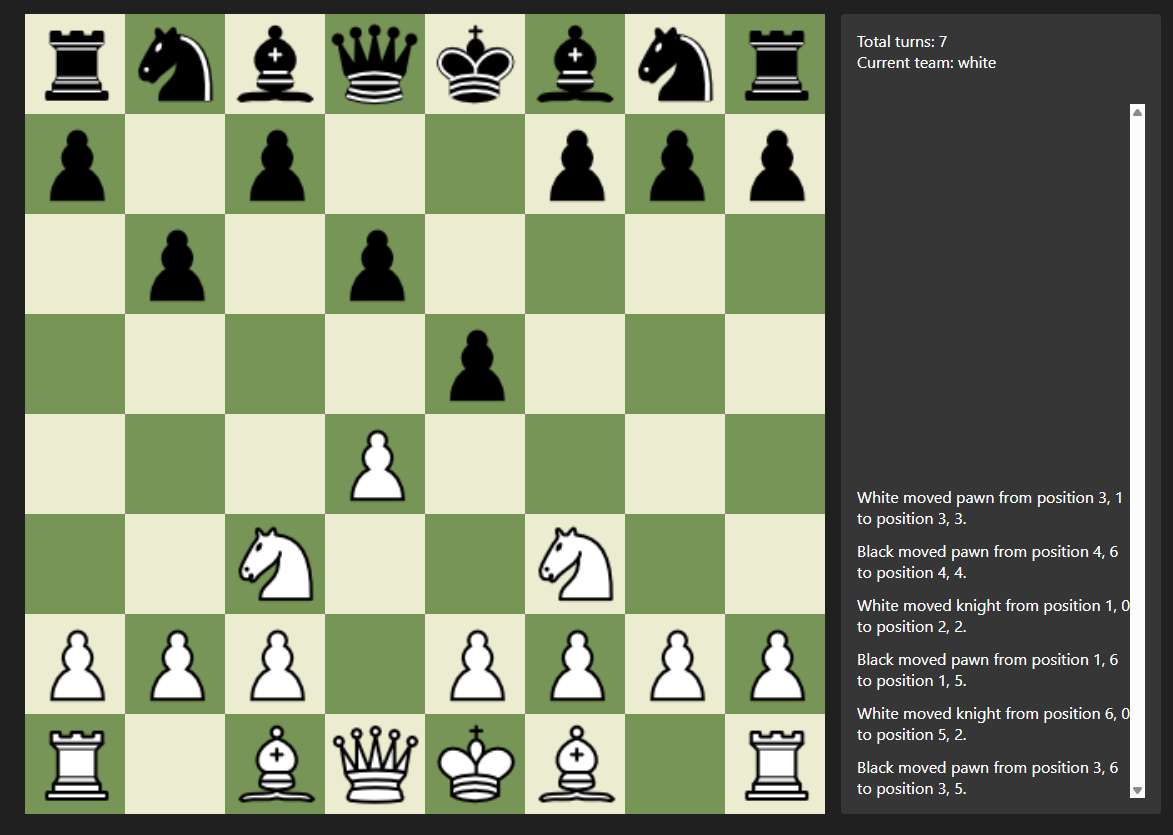 Total turns: 7
Current team: white
White moved pawn from position 3, 1
to position 3, 3.
Black moved pawn from position 4, 6
to position 4, 4.
White moved knight from position 1, 0
to position 2, 2.
Black moved pawn from position 1, 6
to position 1, 5.
White moved knight from position 6, 0
to position 5, 2.
Black moved pawn from position 3, 6
to position 3, 5.